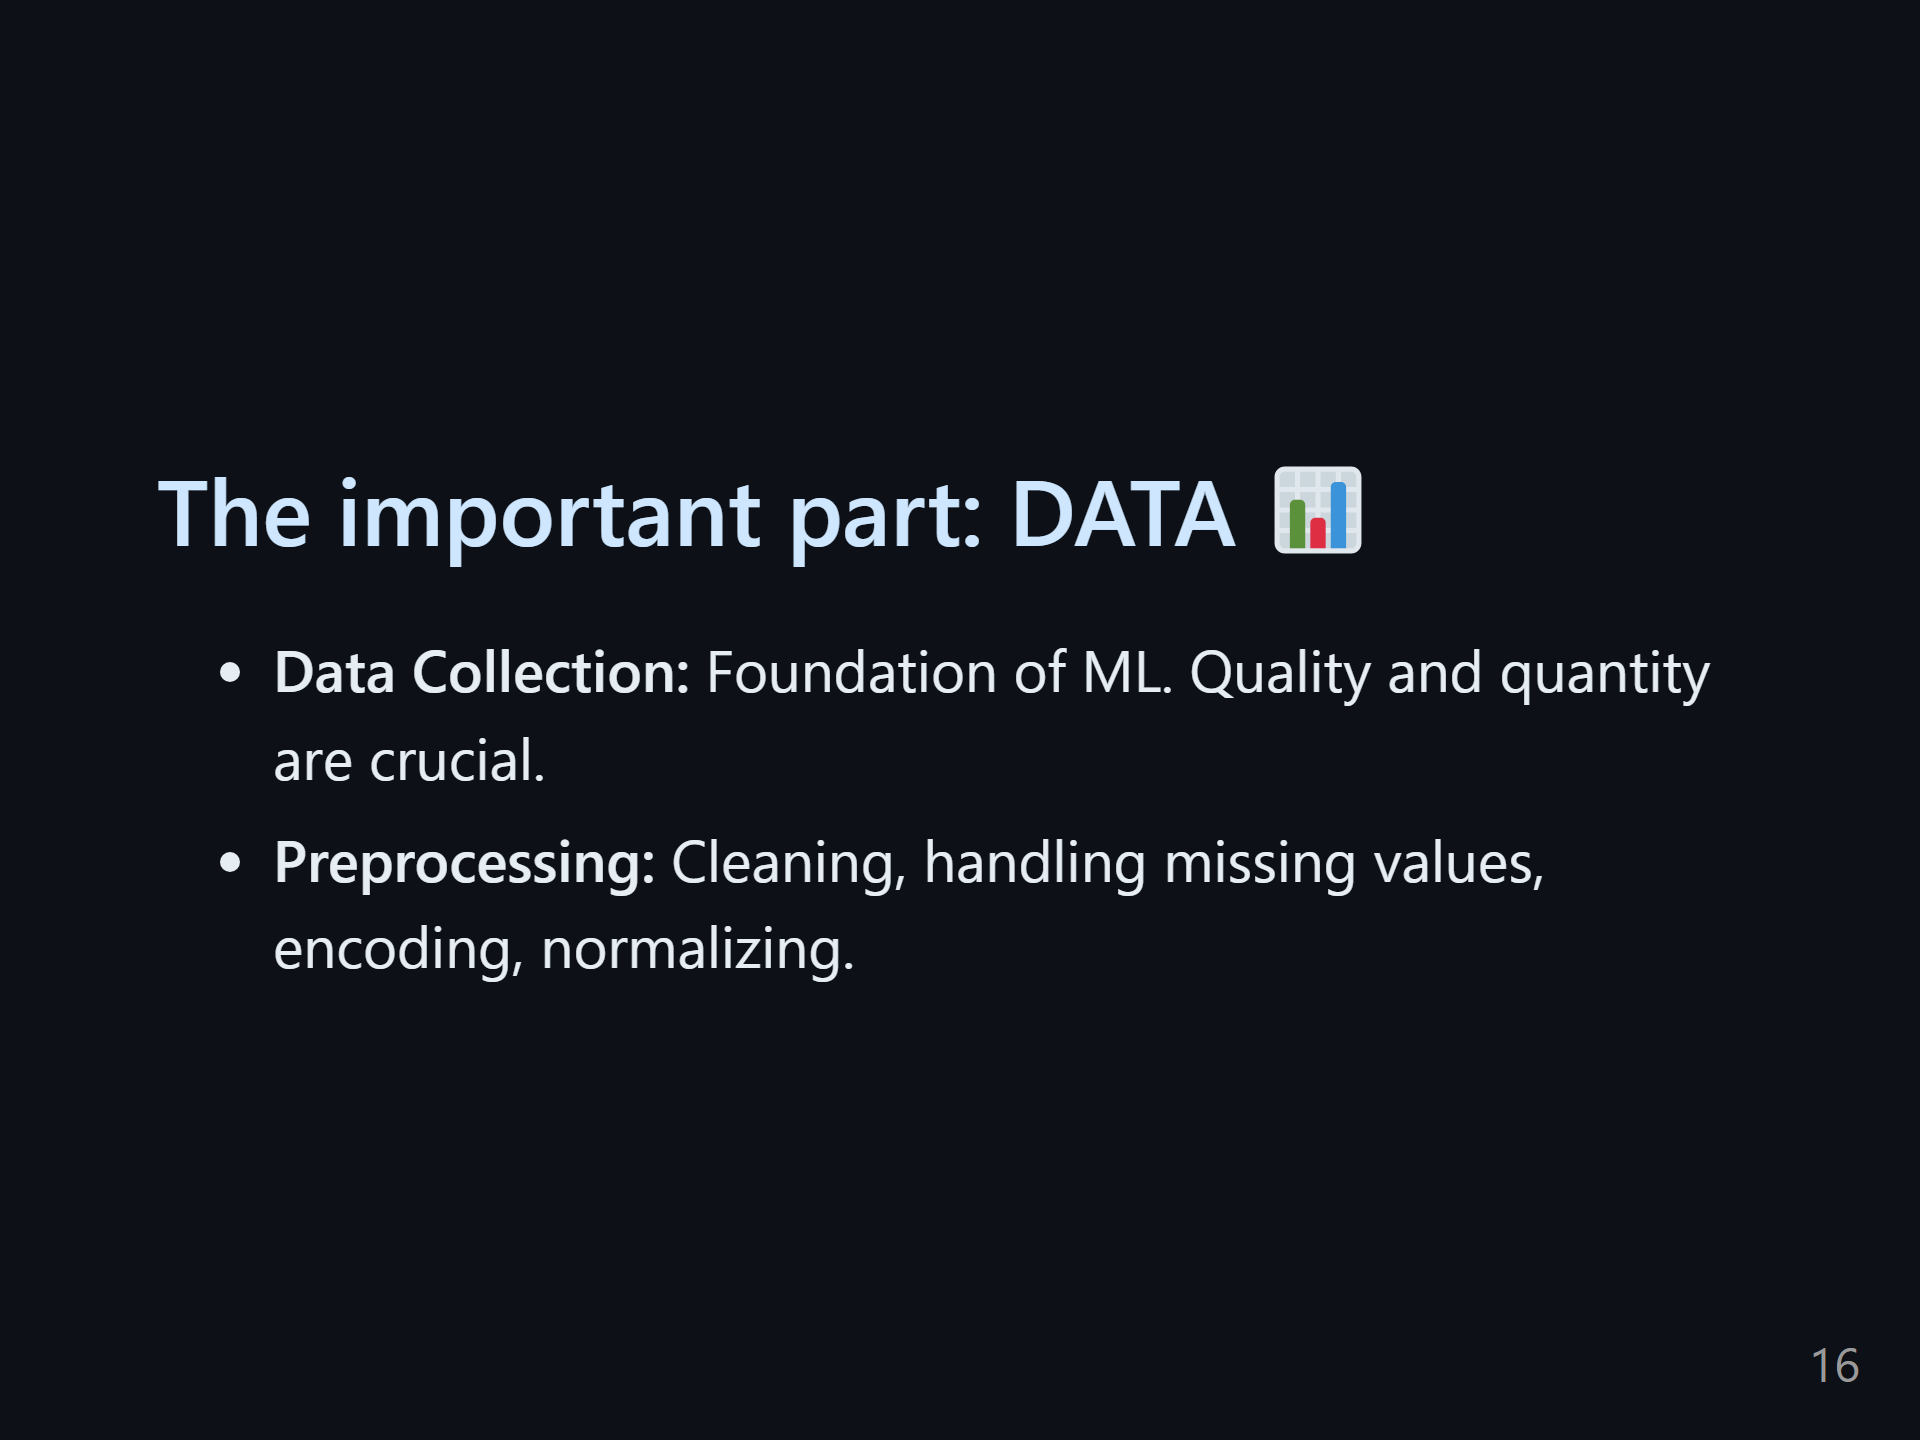 The important part: DATA 📊
• Data Collection: Foundation of ML. Quality and quantity
are crucial.
• Preprocessing: Cleaning, handling missing values,
encoding, normalizing.
16